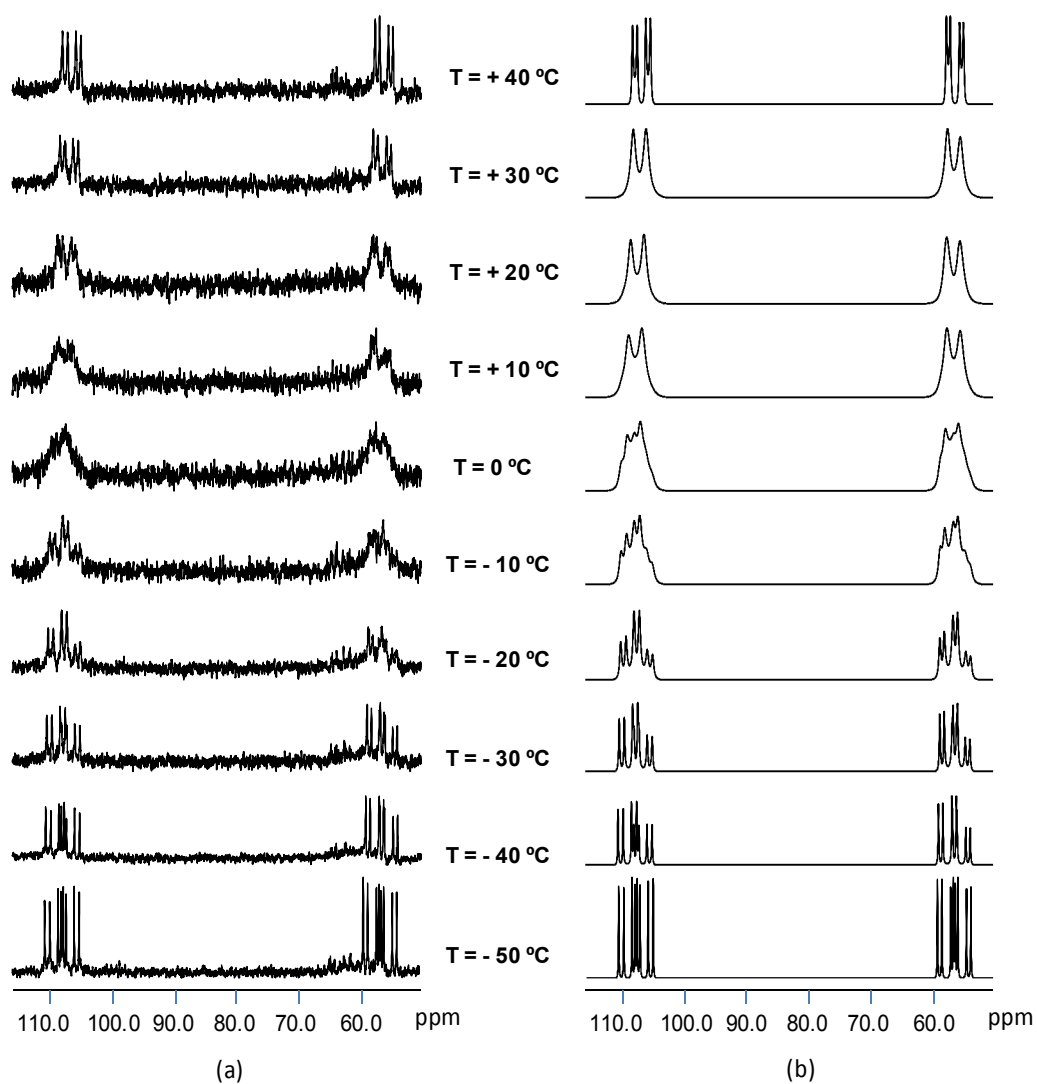 T = + 40 ºC
T = + 30 ºC
T = + 20 ºC
T = + 10 ºC
T = 0 ºC
T = - 10 ºC
T = - 20 ºC
T = - 30 ºC
T = - 40 ºC
T = - 50 ºC
110.0 100.0 90.0 80.0 70.0 60.0 ppm 110.0 100.0 90.0 80.0 70.0 60.0 ppm
(a) (b)